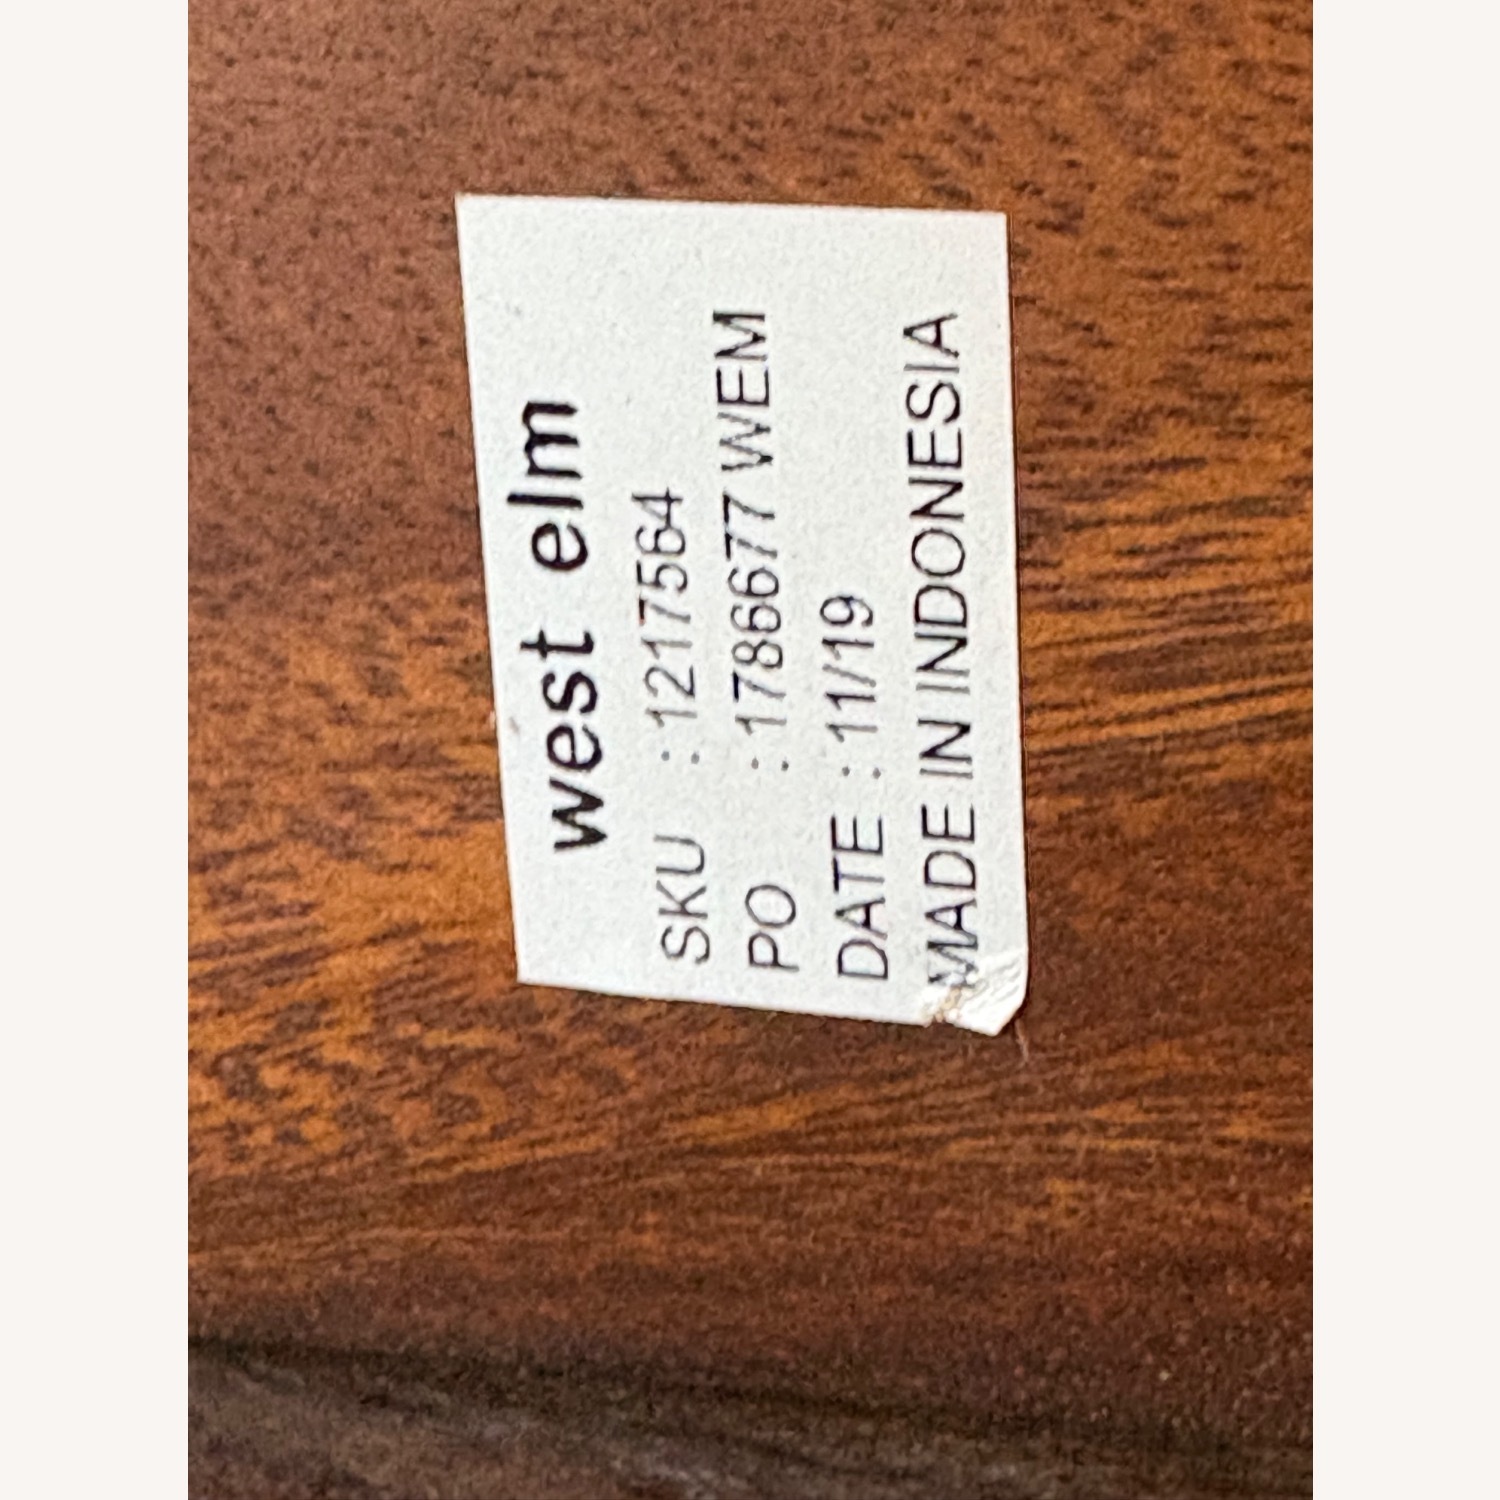 west elm
SKU : 1217564
PO : 1786677 WEM
DATE : 11/19
MADE IN INDONESIA